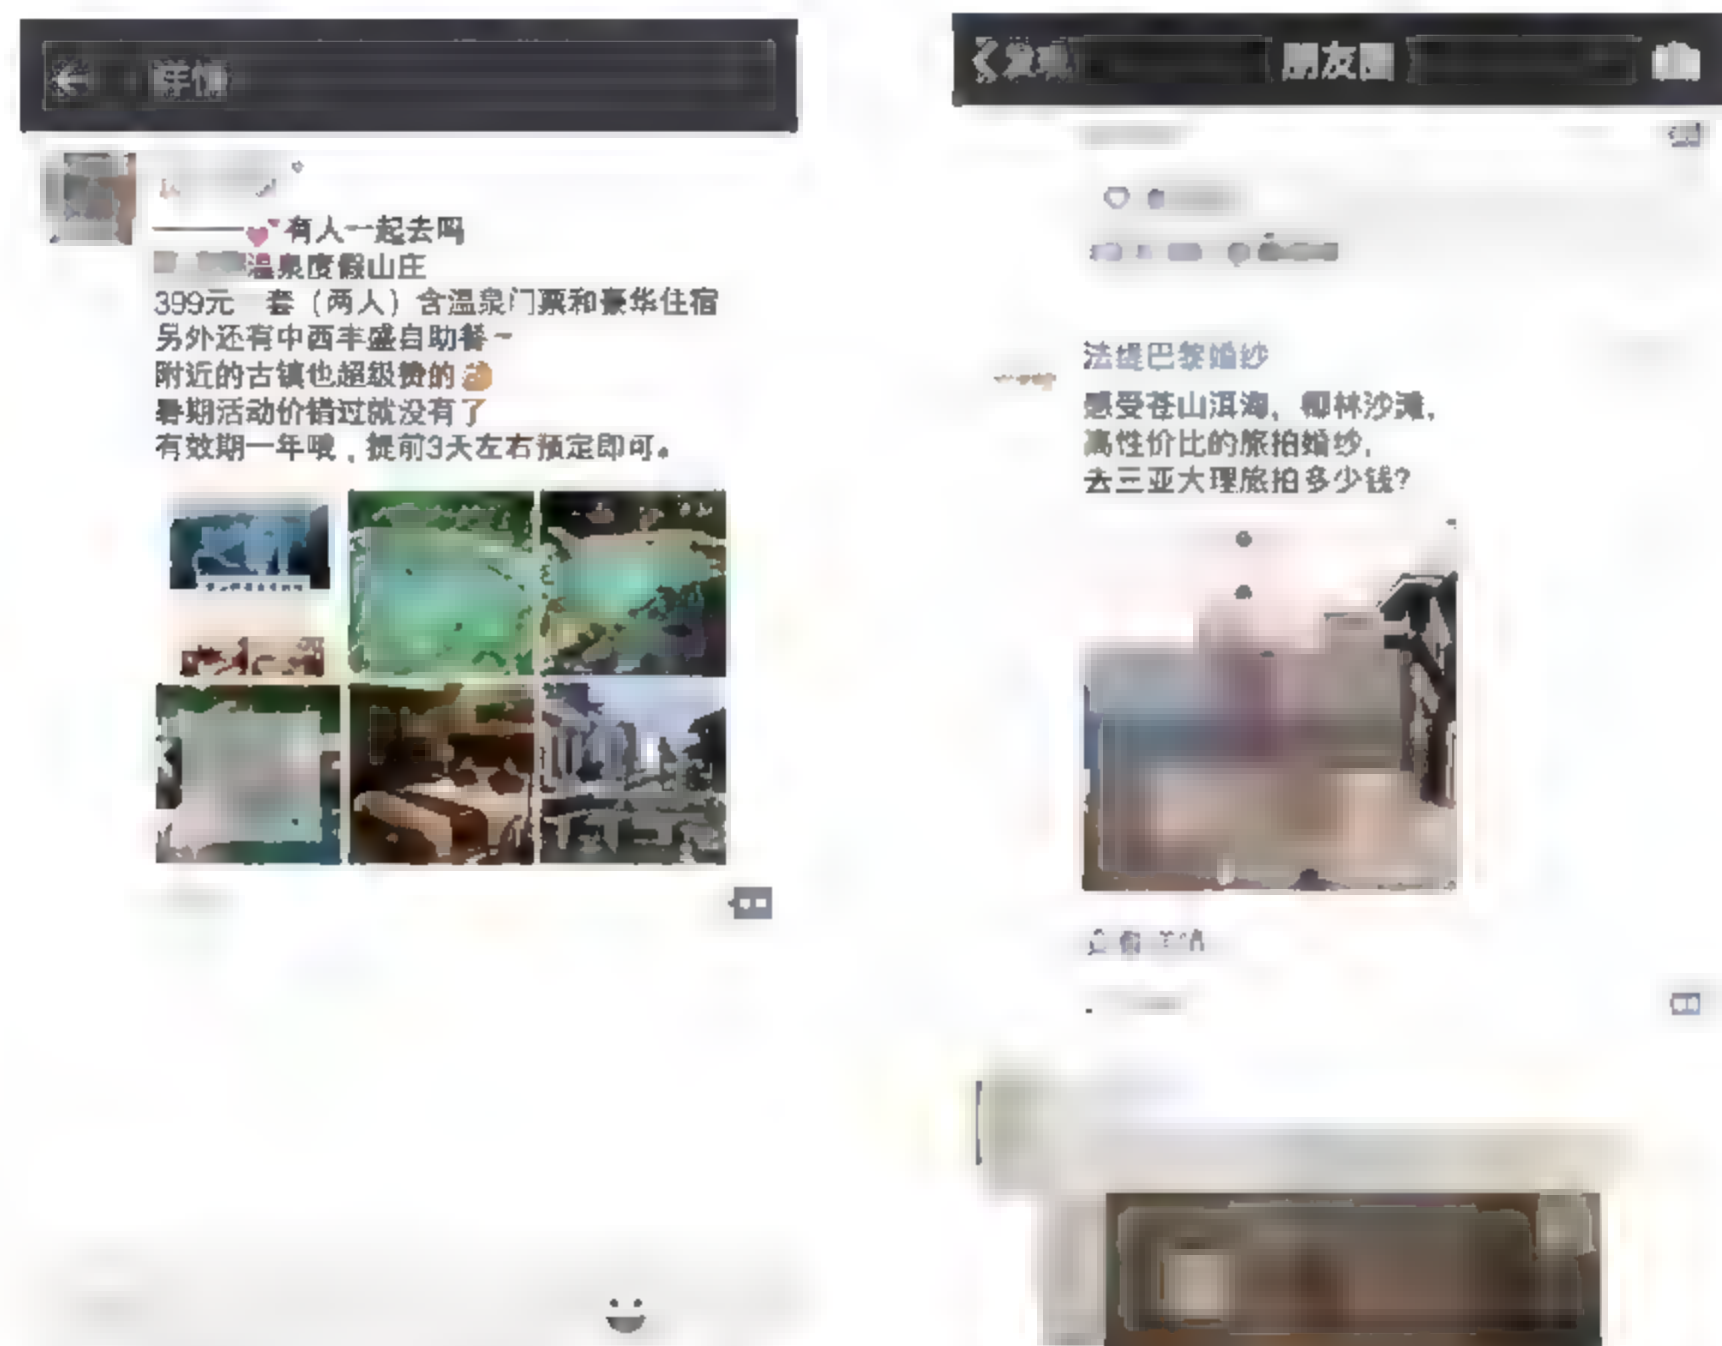 详情
有人一起去吗
温泉度假山庄
399元一套（两人）含温泉门票和豪华住宿
另外还有中西丰盛自助餐~
附近的古镇也超级赞的
暑期活动价错过就没有了
有效期一年哦，提前3天左右预定即可。
发现 朋友圈
法缇巴黎婚纱
感受苍山洱海，椰林沙滩，
高性价比的旅拍婚纱，
去三亚大理旅拍多少钱？